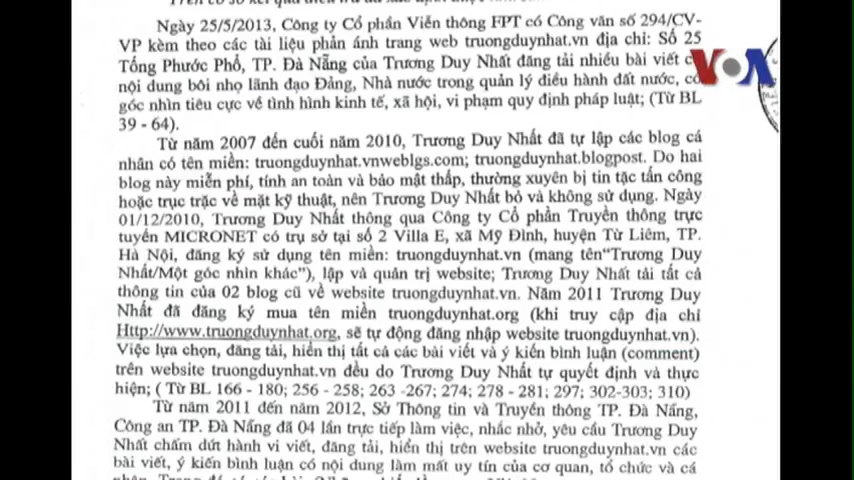 Ngày 25/5/2013, Công ty Cổ phần Viễn thông FPT có Công văn số 294/CV-
VP kèm theo các tài liệu phản ánh trang web truongduynhat.vn địa chỉ: Số 25
Tống Phước Phổ, TP. Đà Nẵng của Trương Duy Nhất đăng tải nhiều bài viết c
nội dung bôi nhọ lãnh đạo Đảng, Nhà nước trong quản lý điều hành đất nước, có
góc nhìn tiêu cực về tình hình kinh tế, xã hội, vi phạm quy định pháp luật; (Từ BL
39 - 64).
VOA
Từ năm 2007 đến cuối năm 2010, Trương Duy Nhất đã tự lập các blog cá
nhân có tên miền: truongduynhat.vnweblgs.com; truongduynhat.blogpost. Do hai
blog này miễn phí, tính an toàn và bảo mật thấp, thường xuyên bị tin tặc tấn công
hoặc trục trặc về mặt kỹ thuật, nên Trương Duy Nhất bỏ và không sử dụng. Ngày
01/12/2010, Trương Duy Nhất thông qua Công ty Cổ phần Truyền thông trực
tuyến MICRONET có trụ sở tại số 2 Villa E, xã Mỹ Đình, huyện Từ Liêm, TP.
Hà Nội, đăng ký sử dụng tên miền: truongduynhat.vn (mang tên“Trương Duy
Nhất/Một góc nhìn khác”), lập và quản trị website; Trương Duy Nhất tải tất cả
thông tin của 02 blog cũ về website truongduynhat.vn. Năm 2011 Trương Duy
Nhất đã đăng ký mua tên miền truongduynhat.org (khi truy cập địa chỉ
Http://www.truongduynhat.org, sẽ tự động đăng nhập website truongduynhat.vn).
Việc lựa chọn, đăng tải, hiển thị tất cả các bài viết và ý kiến bình luận (comment)
trên website truongduynhat.vn đều do Trương Duy Nhất tự quyết định và thực
hiện; ( Từ BL 166 - 180; 256 - 258; 263 -267; 274; 278 - 281; 297; 302-303; 310)
Từ năm 2011 đến năm 2012, Sở Thông tin và Truyền thông TP. Đà Nẵng,
Công an TP. Đà Nẵng đã 04 lần trực tiếp làm việc, nhắc nhở, yêu cầu Trương Duy
Nhất chấm dứt hành vi viết, đăng tải, hiển thị trên website truongduynhat.vn các
bài viết, ý kiến bình luận có nội dung làm mất uy tín của cơ quan, tổ chức và cá